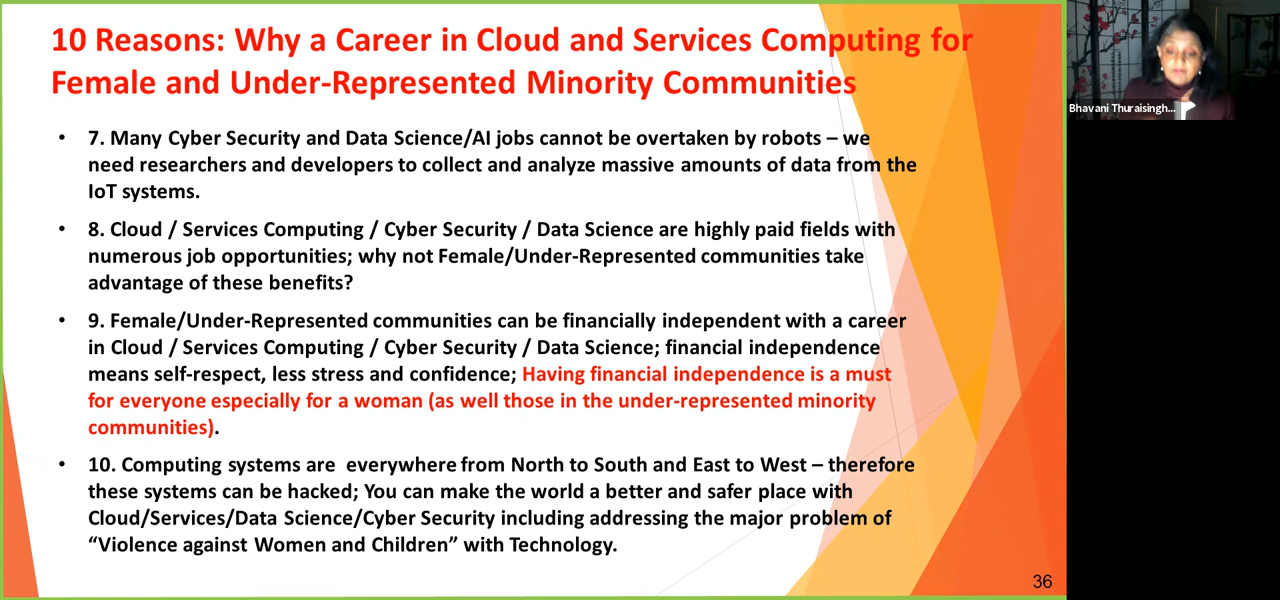 10 Reasons: Why a Career in Cloud and Services Computing for
Female and Under-Represented Minority Communities
• 7. Many Cyber Security and Data Science/AI jobs cannot be overtaken by robots – we
need researchers and developers to collect and analyze massive amounts of data from the
IoT systems.
• 8. Cloud / Services Computing / Cyber Security / Data Science are highly paid fields with
numerous job opportunities; why not Female/Under-Represented communities take
advantage of these benefits?
• 9. Female/Under-Represented communities can be financially independent with a career
in Cloud / Services Computing / Cyber Security / Data Science; financial independence
means self-respect, less stress and confidence; Having financial independence is a must
for everyone especially for a woman (as well those in the under-represented minority
communities).
• 10. Computing systems are everywhere from North to South and East to West – therefore
these systems can be hacked; You can make the world a better and safer place with
Cloud/Services/Data Science/Cyber Security including addressing the major problem of
“Violence against Women and Children” with Technology.
36
Bhavani Thuraisingh...